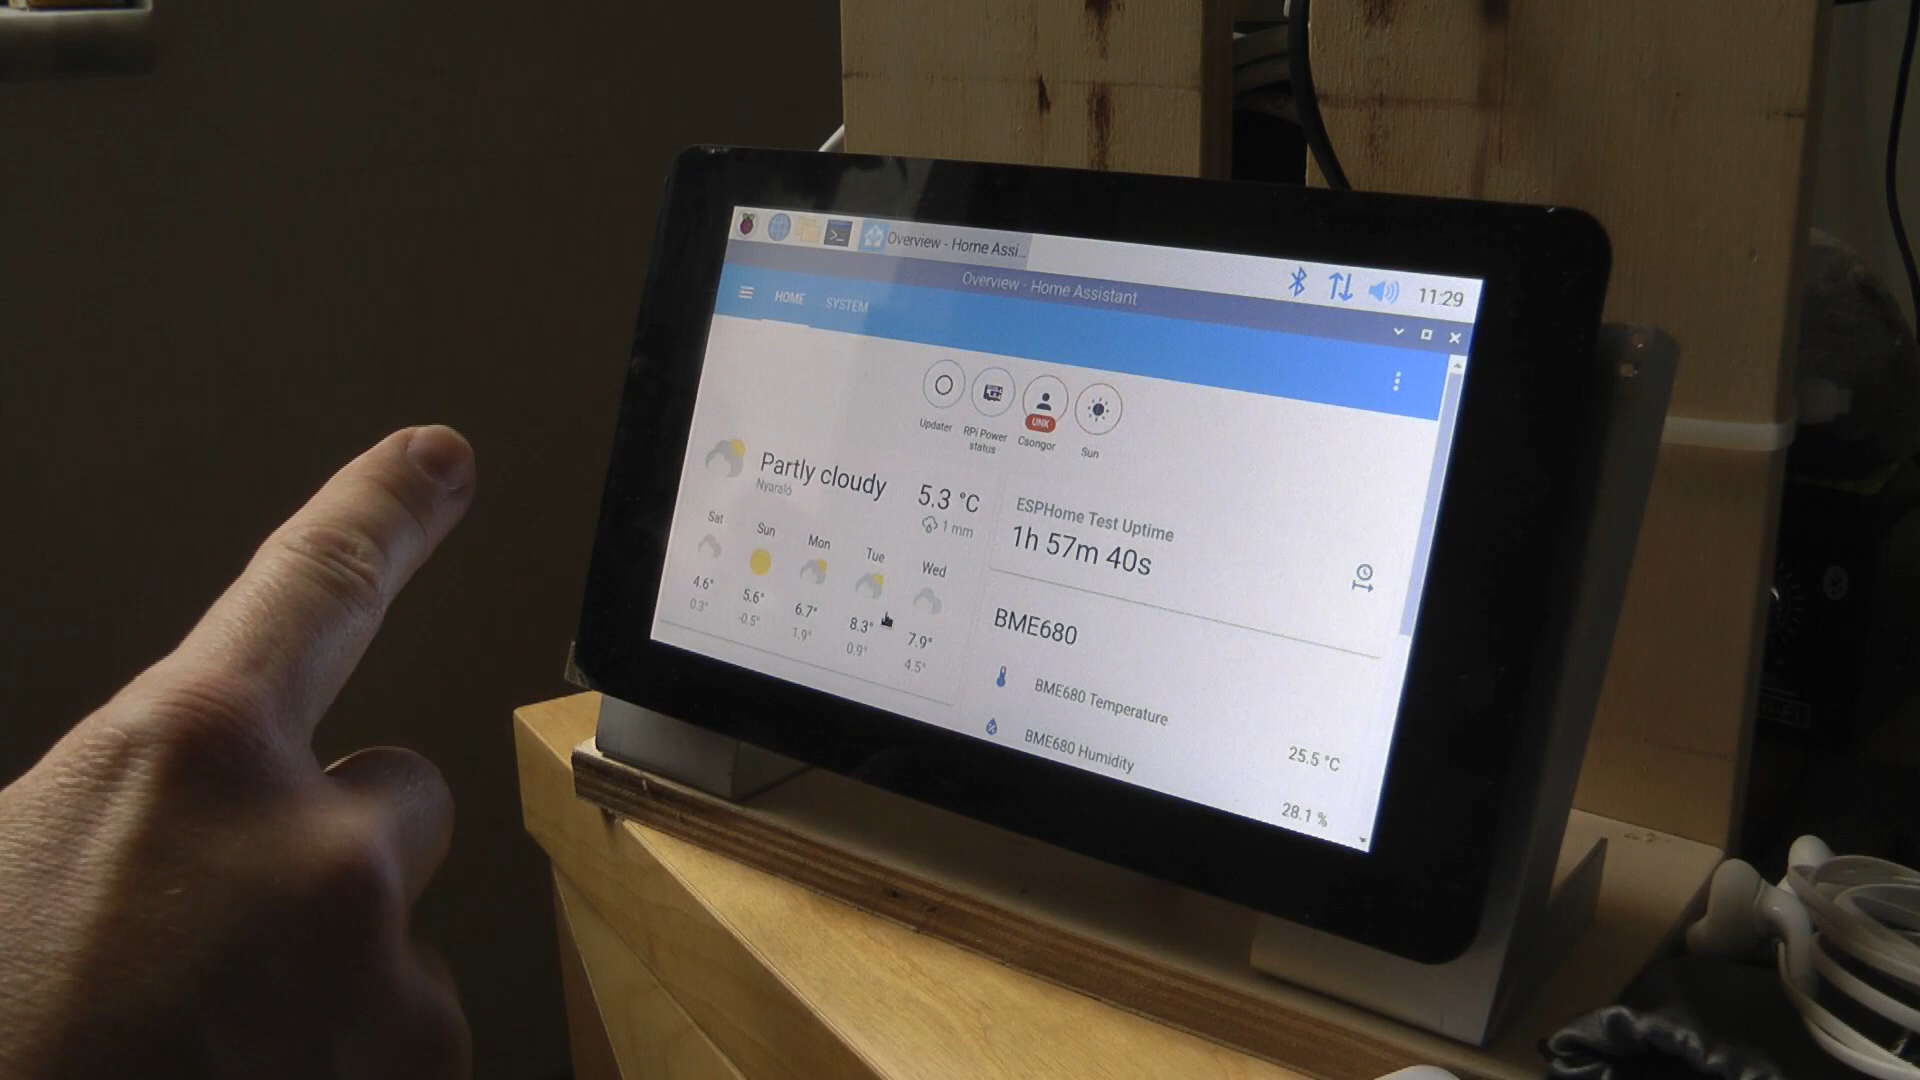 Overview - Home Assi...
11:29
Overview - Home Assistant
HOME SYSTEM
UNK
Updater
RPi Power
status
Csongor
Sun
Partly cloudy
Nyaraló
5.3 °C
1 mm
Sat Sun Mon Tue Wed
4.6° 5.6° 6.7° 8.3° 7.9°
0.3° -0.5° 1.9° 0.9° 4.5°
ESPHome Test Uptime
1h 57m 40s
BME680
BME680 Temperature
25.5 °C
BME680 Humidity
28.1 %